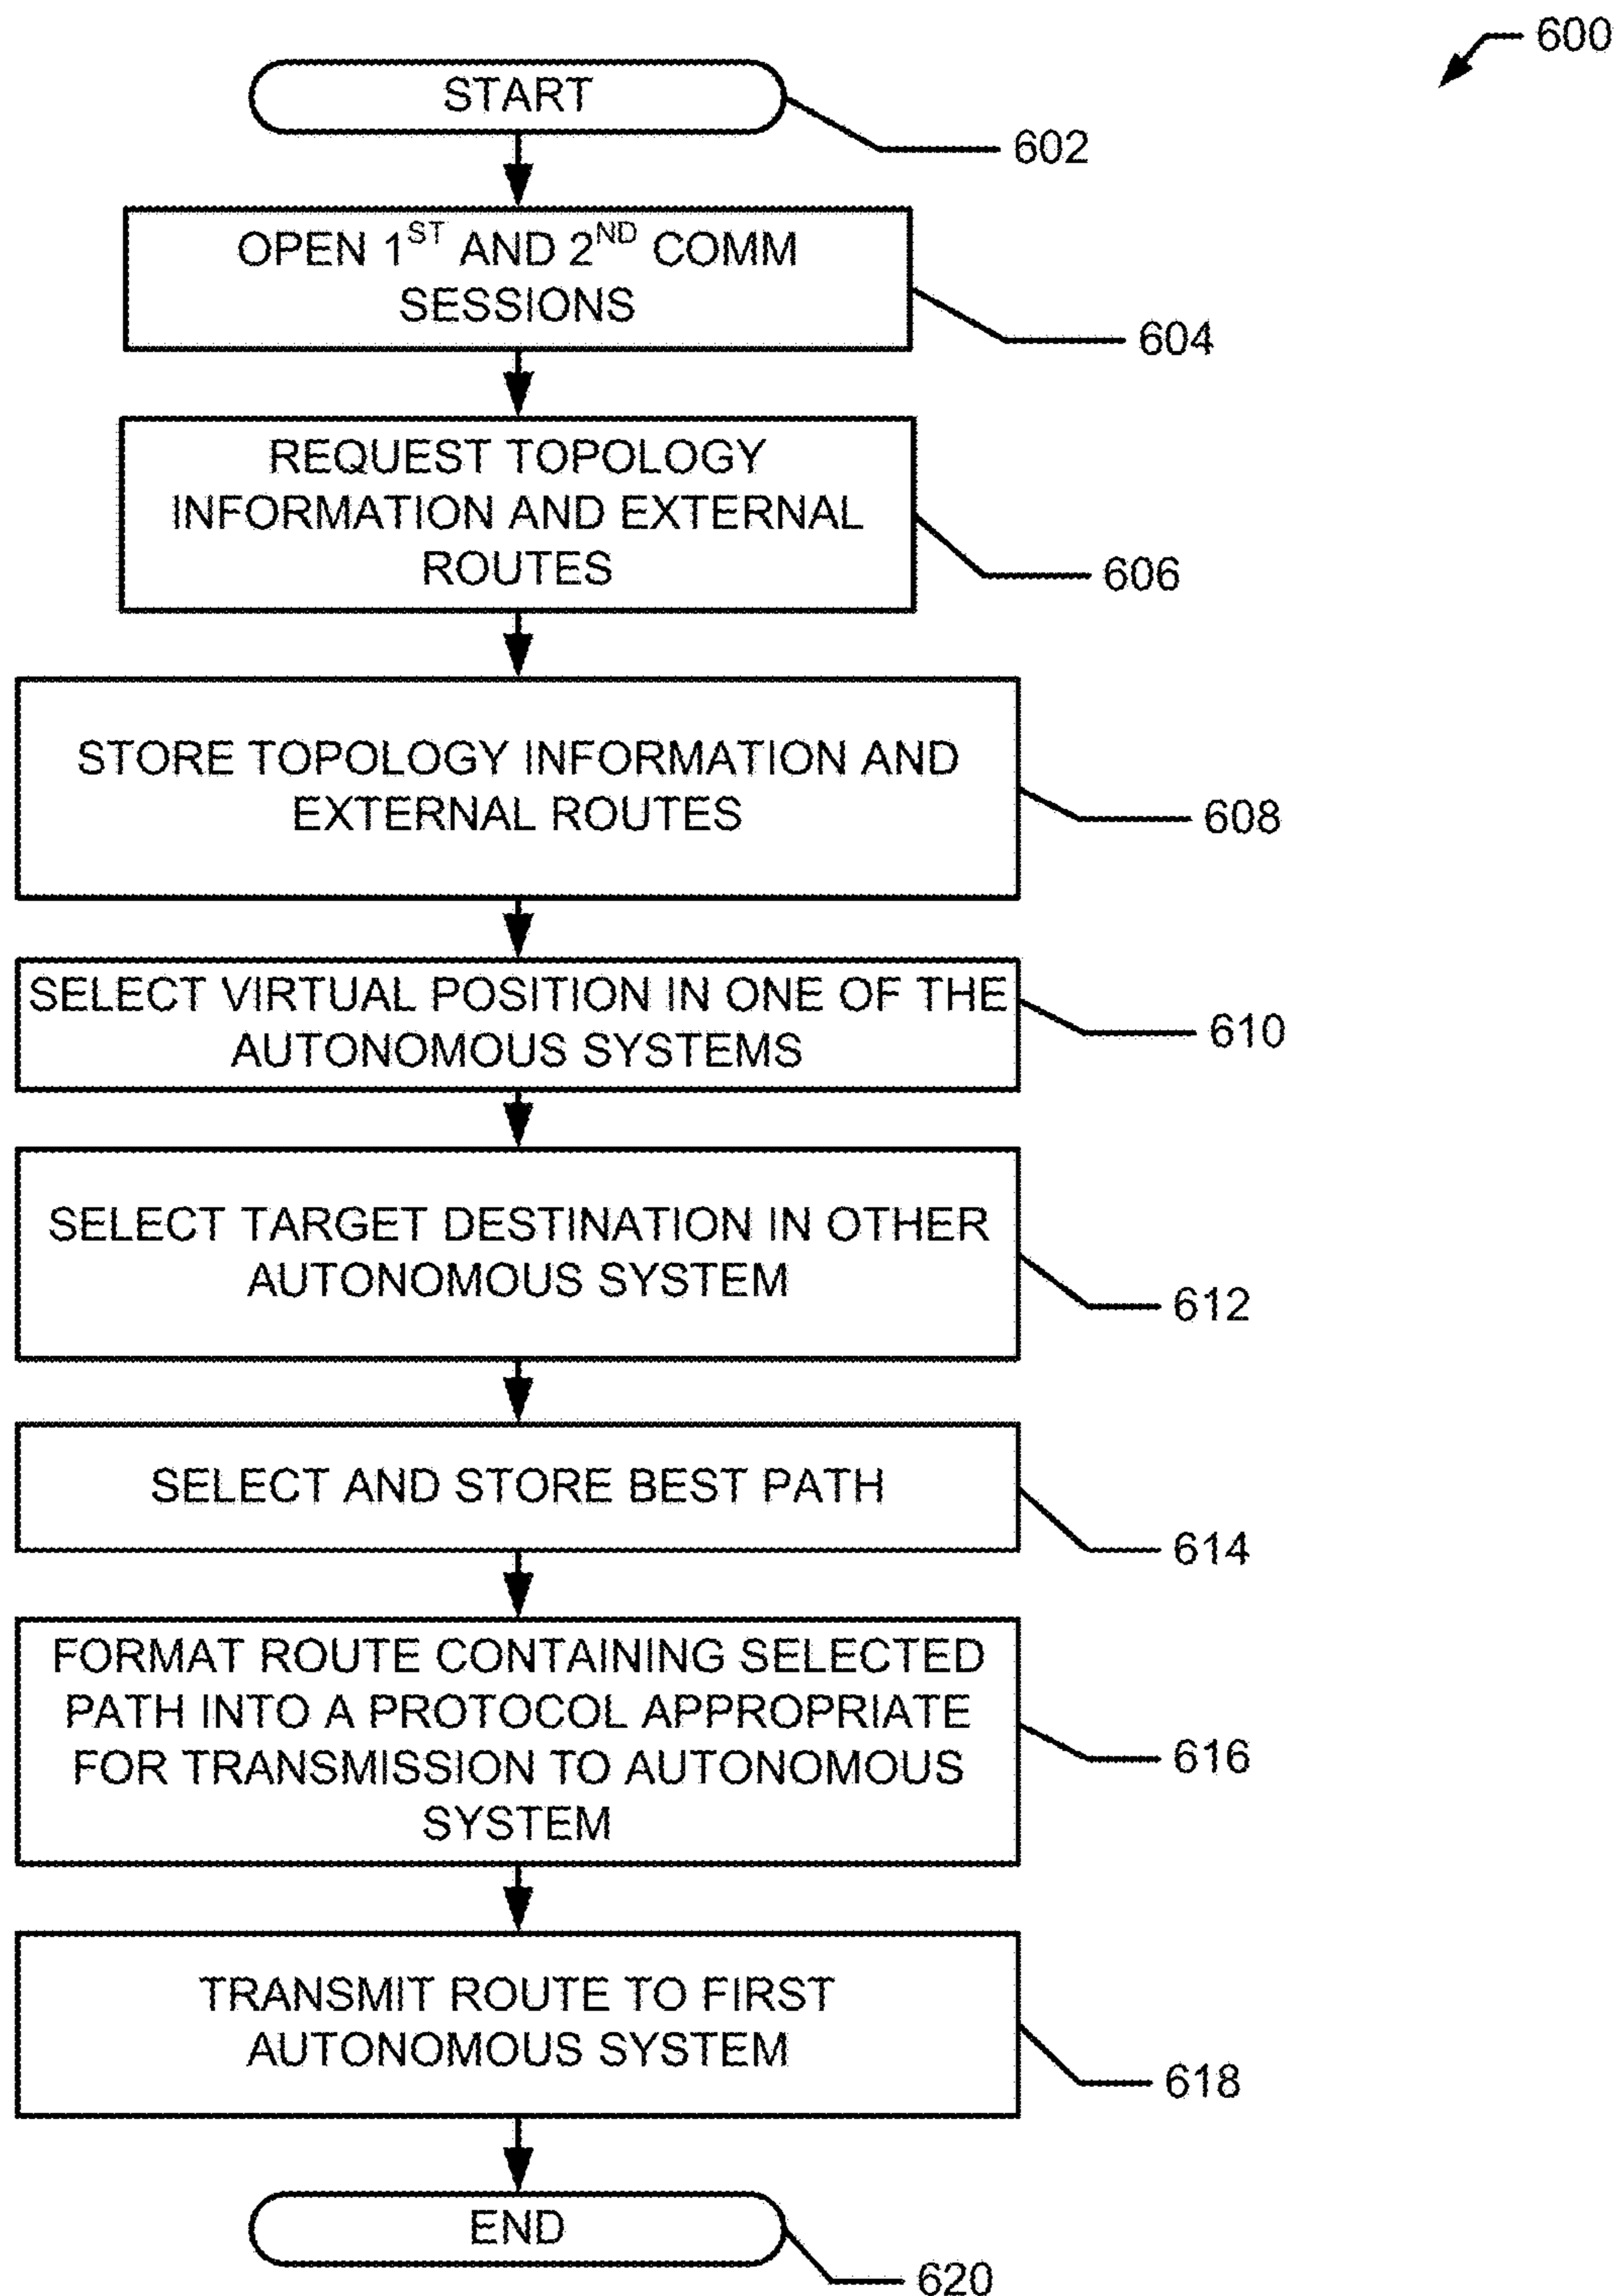 600
START
602
OPEN 1ST AND 2ND COMM
SESSIONS
604
REQUEST TOPOLOGY
INFORMATION AND EXTERNAL
ROUTES
606
STORE TOPOLOGY INFORMATION AND
EXTERNAL ROUTES
608
SELECT VIRTUAL POSITION IN ONE OF THE
AUTONOMOUS SYSTEMS
610
SELECT TARGET DESTINATION IN OTHER
AUTONOMOUS SYSTEM
612
SELECT AND STORE BEST PATH
614
FORMAT ROUTE CONTAINING SELECTED
PATH INTO A PROTOCOL APPROPRIATE
FOR TRANSMISSION TO AUTONOMOUS
SYSTEM
616
TRANSMIT ROUTE TO FIRST
AUTONOMOUS SYSTEM
618
END
620